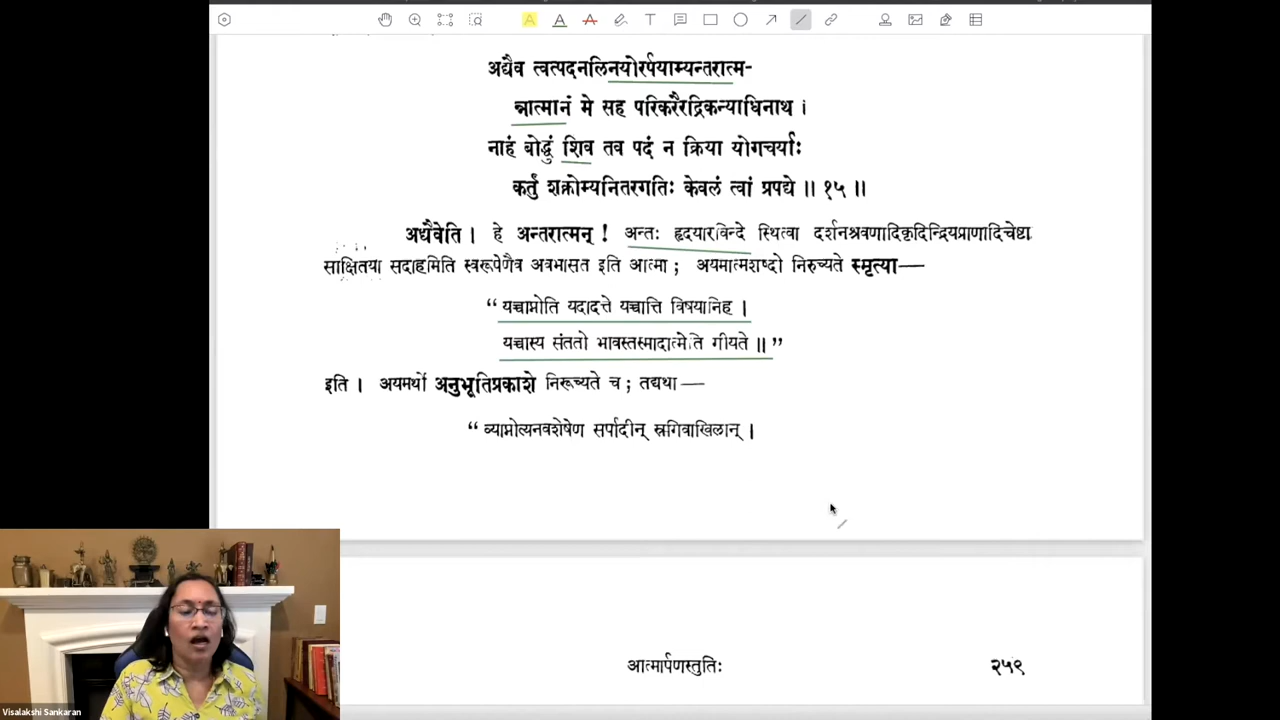 अद्यैव त्वत्पदनलिनयोरर्पयाम्यन्तरात्म-
न्नात्मानं मे सह परिकरैरद्रिकन्याधिनाथ ।
नाहं बोद्धुं शिव तव पदं न क्रिया योगचर्याः
कर्तुं शक्नोम्यनितरगतिः केवलं त्वां प्रपद्ये ॥ १५ ॥
अद्यैवेति । हे अन्तरात्मन् ! अन्तः हृदयारविन्दे स्थित्वा दर्शनश्रवणादिकृदिन्द्रियप्राणादिचेष्टा
साक्षितया सदाहमिति स्वरूपेणैव अवभासत इति आत्मा ; अयमात्मशब्दो निरुच्यते स्मृत्या—
“ यच्चाप्नोति यदादत्ते यच्चात्ति विषयानिह ।
यच्चास्य संततो भावस्तस्मादात्मेति गीयते ॥ ”
इति । अयमर्थो अनुभूतिप्रकाशे निरूच्यते च ; तद्यथा—
“ व्याप्नोत्यनवशेषेण सर्पादीन् स्रगिवाखिलान् ।
आत्मार्पणस्तुतिः २५९
Visalakshi Sankaran